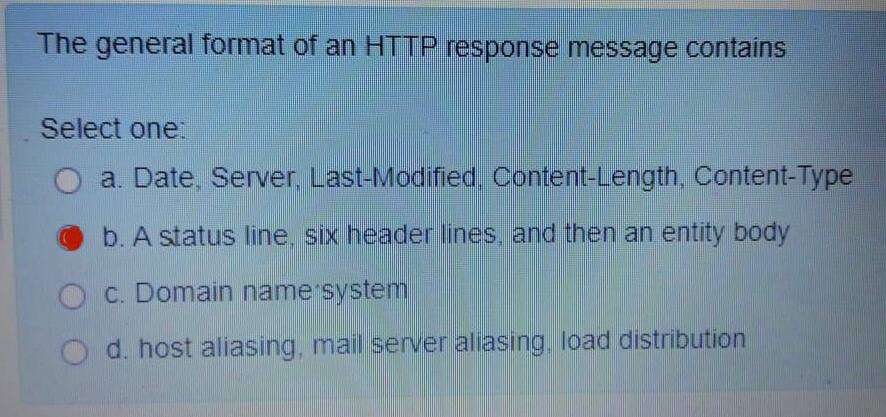 The general format of an HTTP response message contains
Select one:
a. Date, Server, Last-Modified, Content-Length, Content-Type
b. A status line, six header lines, and then an entity body
c. Domain name system
d. host aliasing, mail server aliasing, load distribution